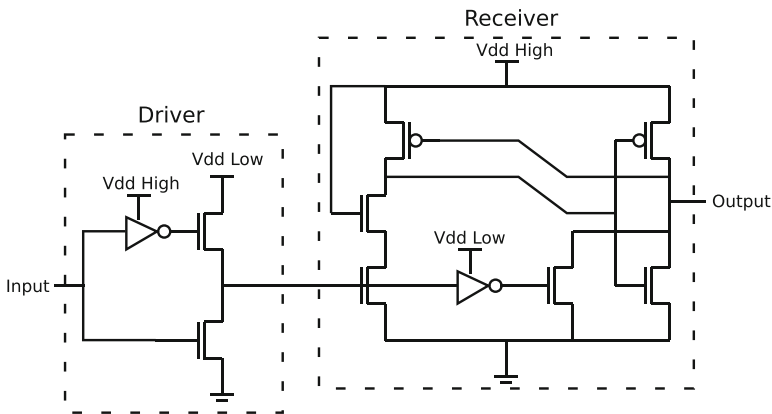 Receiver
Vdd High
Driver
Vdd Low
Vdd High
Output
Vdd Low
Input